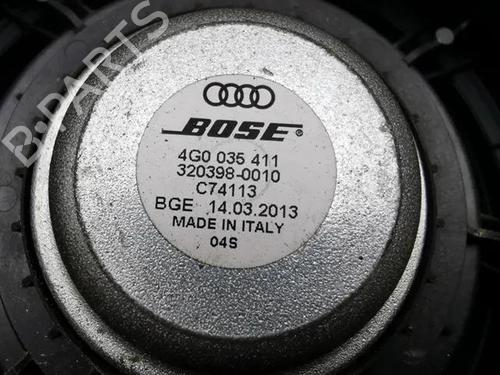 BOSE®
4G0 035 411
320398-0010
C74113
BGE 14.03.2013
MADE IN ITALY
04S
B-PARTS